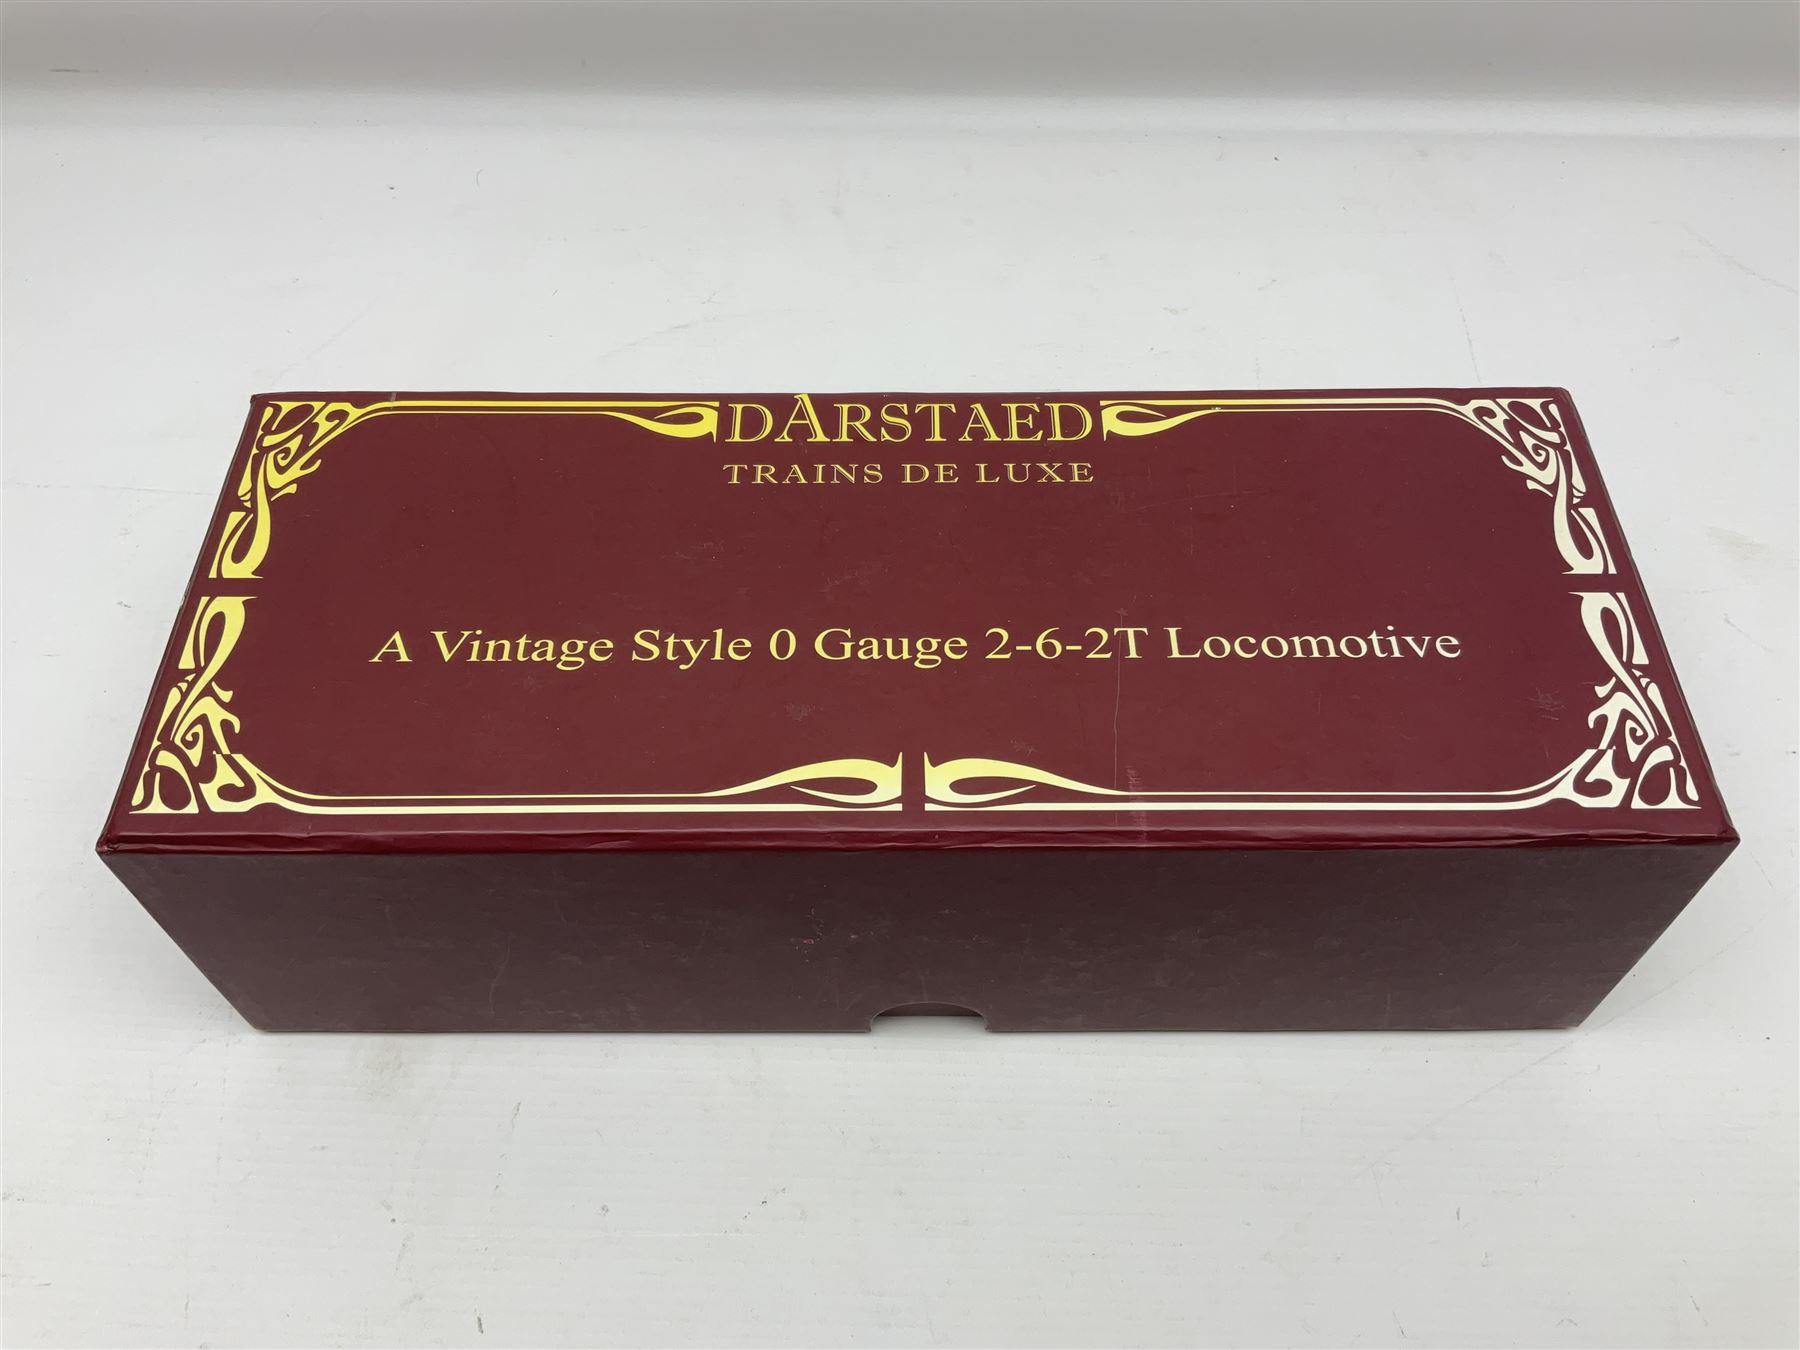 DARSTAED
TRAINS DE LUXE
A Vintage Style 0 Gauge 2-6-2T Locomotive